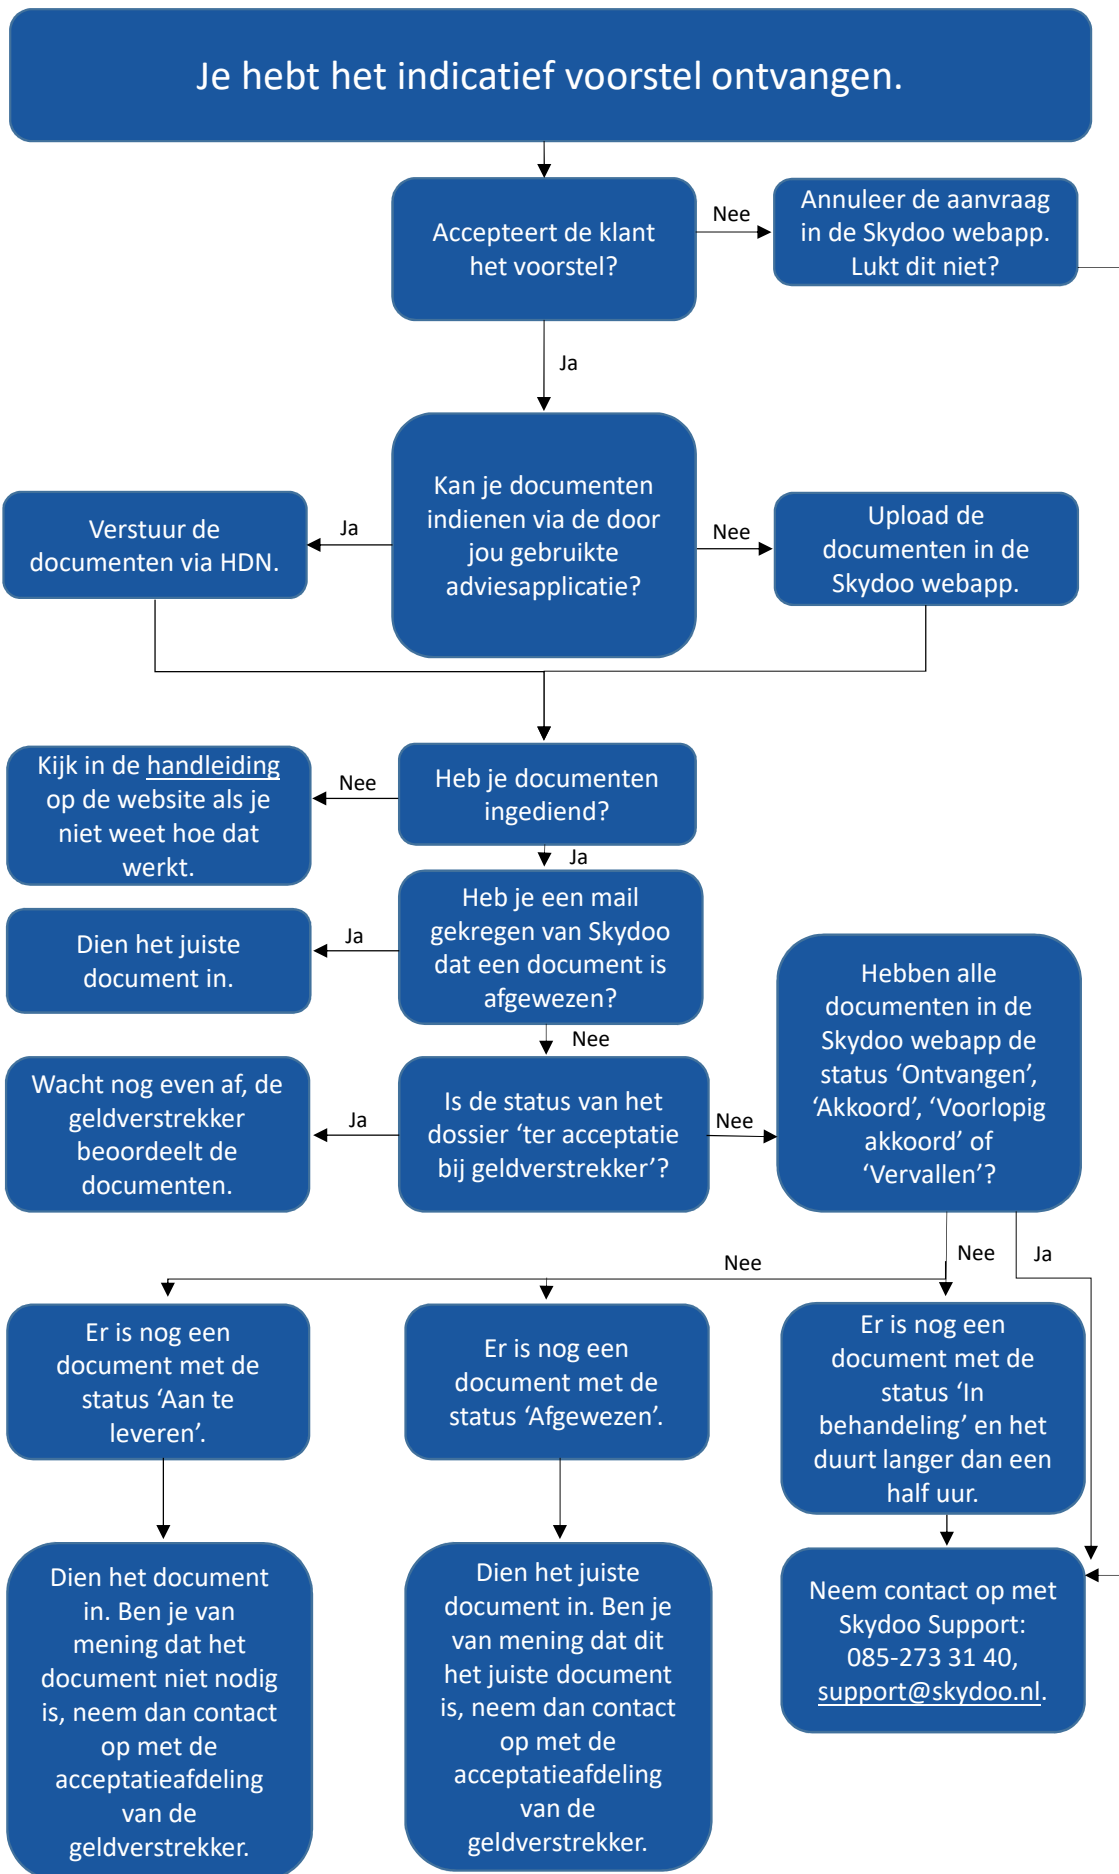 Je hebt het indicatief voorstel ontvangen.
Accepteert de klant
het voorstel?
Nee
Annuleer de aanvraag
in de Skydoo webapp.
Lukt dit niet?
Ja
Kan je documenten
indienen via de door
jou gebruikte
adviesapplicatie?
Ja
Verstuur de
documenten via HDN.
Nee
Upload de
documenten in de
Skydoo webapp.
Heb je documenten
ingediend?
Nee
Kijk in de handleiding
op de website als je
niet weet hoe dat
werkt.
Ja
Heb je een mail
gekregen van Skydoo
dat een document is
afgewezen?
Ja
Dien het juiste
document in.
Nee
Is de status van het
dossier ‘ter acceptatie
bij geldverstrekker’?
Ja
Wacht nog even af, de
geldverstrekker
beoordeelt de
documenten.
Nee
Hebben alle
documenten in de
Skydoo webapp de
status ‘Ontvangen’,
‘Akkoord’, ‘Voorlopig
akkoord’ of
‘Vervallen’?
Nee
Nee
Ja
Er is nog een
document met de
status ‘Aan te
leveren’.
Er is nog een
document met de
status ‘Afgewezen’.
Er is nog een
document met de
status ‘In
behandeling’ en het
duurt langer dan een
half uur.
Dien het document
in. Ben je van
mening dat het
document niet nodig
is, neem dan contact
op met de
acceptatieafdeling
van de
geldverstrekker.
Dien het juiste
document in. Ben je
van mening dat dit
het juiste document
is, neem dan contact
op met de
acceptatieafdeling
van de
geldverstrekker.
Neem contact op met
Skydoo Support:
085-273 31 40,
support@skydoo.nl.